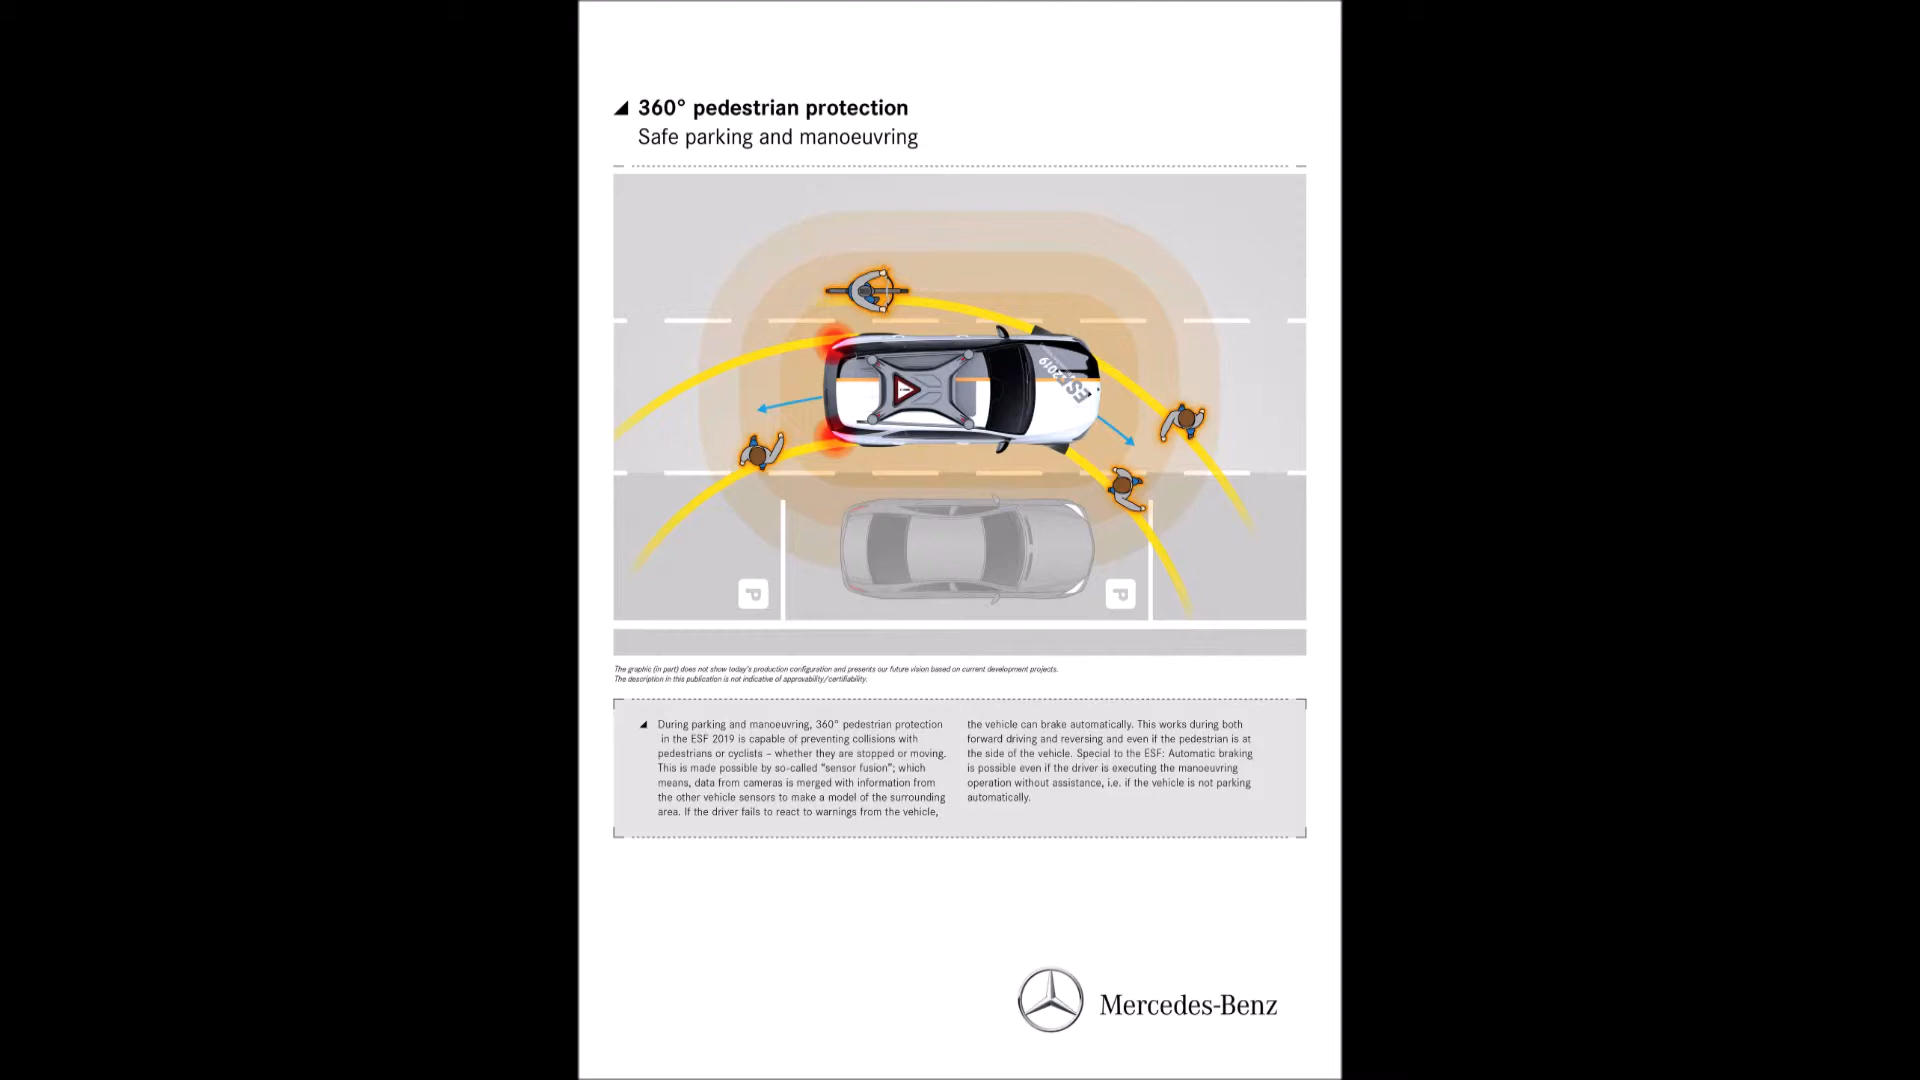 360° pedestrian protection
Safe parking and manoeuvring
ESF2019
P
P
The graphic (in part) does not show today's production configuration and presents our future vision based on current development projects.
The description in this publication is not indicative of approvability/certifiability.
During parking and manoeuvring, 360° pedestrian protection
in the ESF 2019 is capable of preventing collisions with
pedestrians or cyclists – whether they are stopped or moving.
This is made possible by so-called "sensor fusion"; which
means, data from cameras is merged with information from
the other vehicle sensors to make a model of the surrounding
area. If the driver fails to react to warnings from the vehicle,
the vehicle can brake automatically. This works during both
forward driving and reversing and even if the pedestrian is at
the side of the vehicle. Special to the ESF: Automatic braking
is possible even if the driver is executing the manoeuvring
operation without assistance, i.e. if the vehicle is not parking
automatically.
Mercedes-Benz